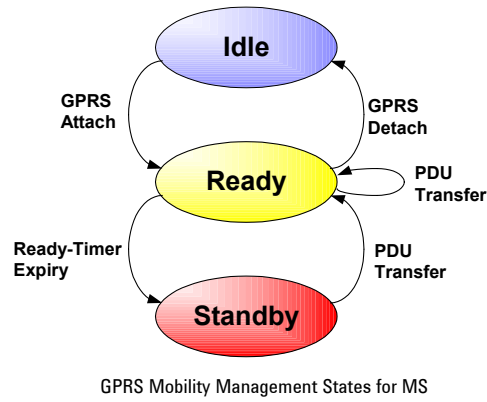 Idle
GPRS
Attach
GPRS
Detach
Ready
PDU
Transfer
Ready-Timer
Expiry
PDU
Transfer
Standby
GPRS Mobility Management States for MS